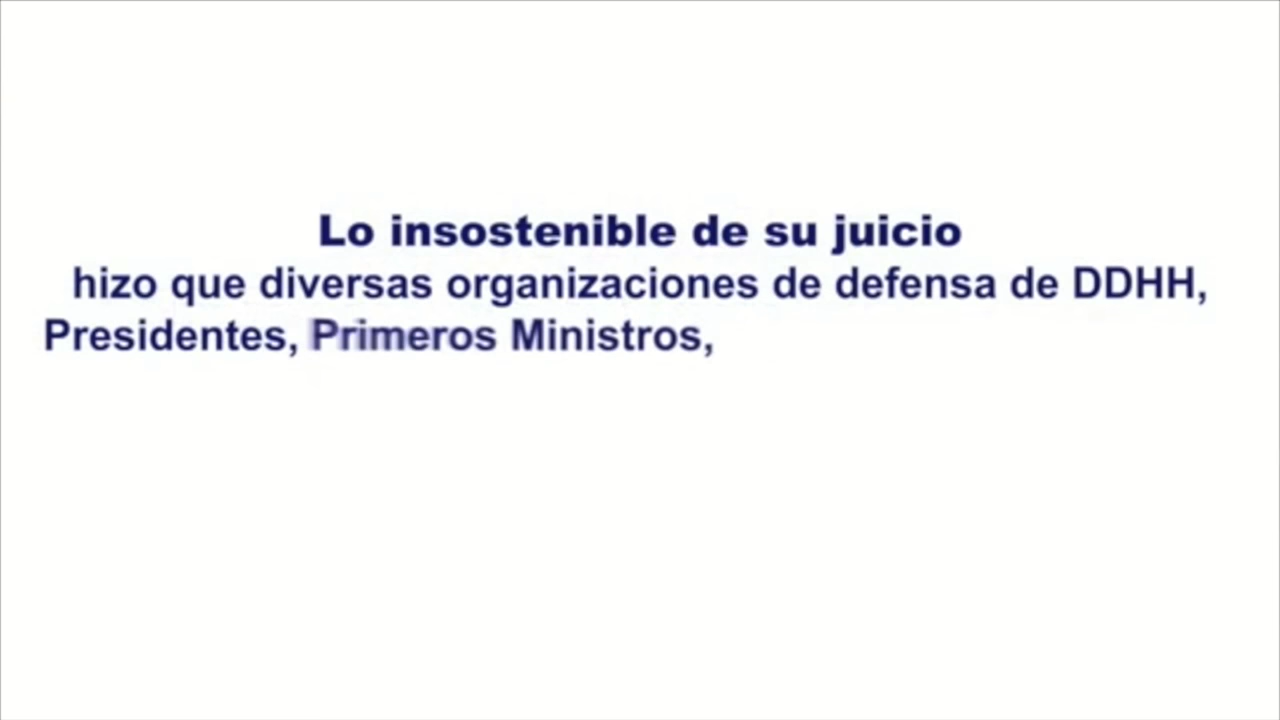 Lo insostenible de su juicio
hizo que diversas organizaciones de defensa de DDHH,
Presidentes, Primeros Ministros,